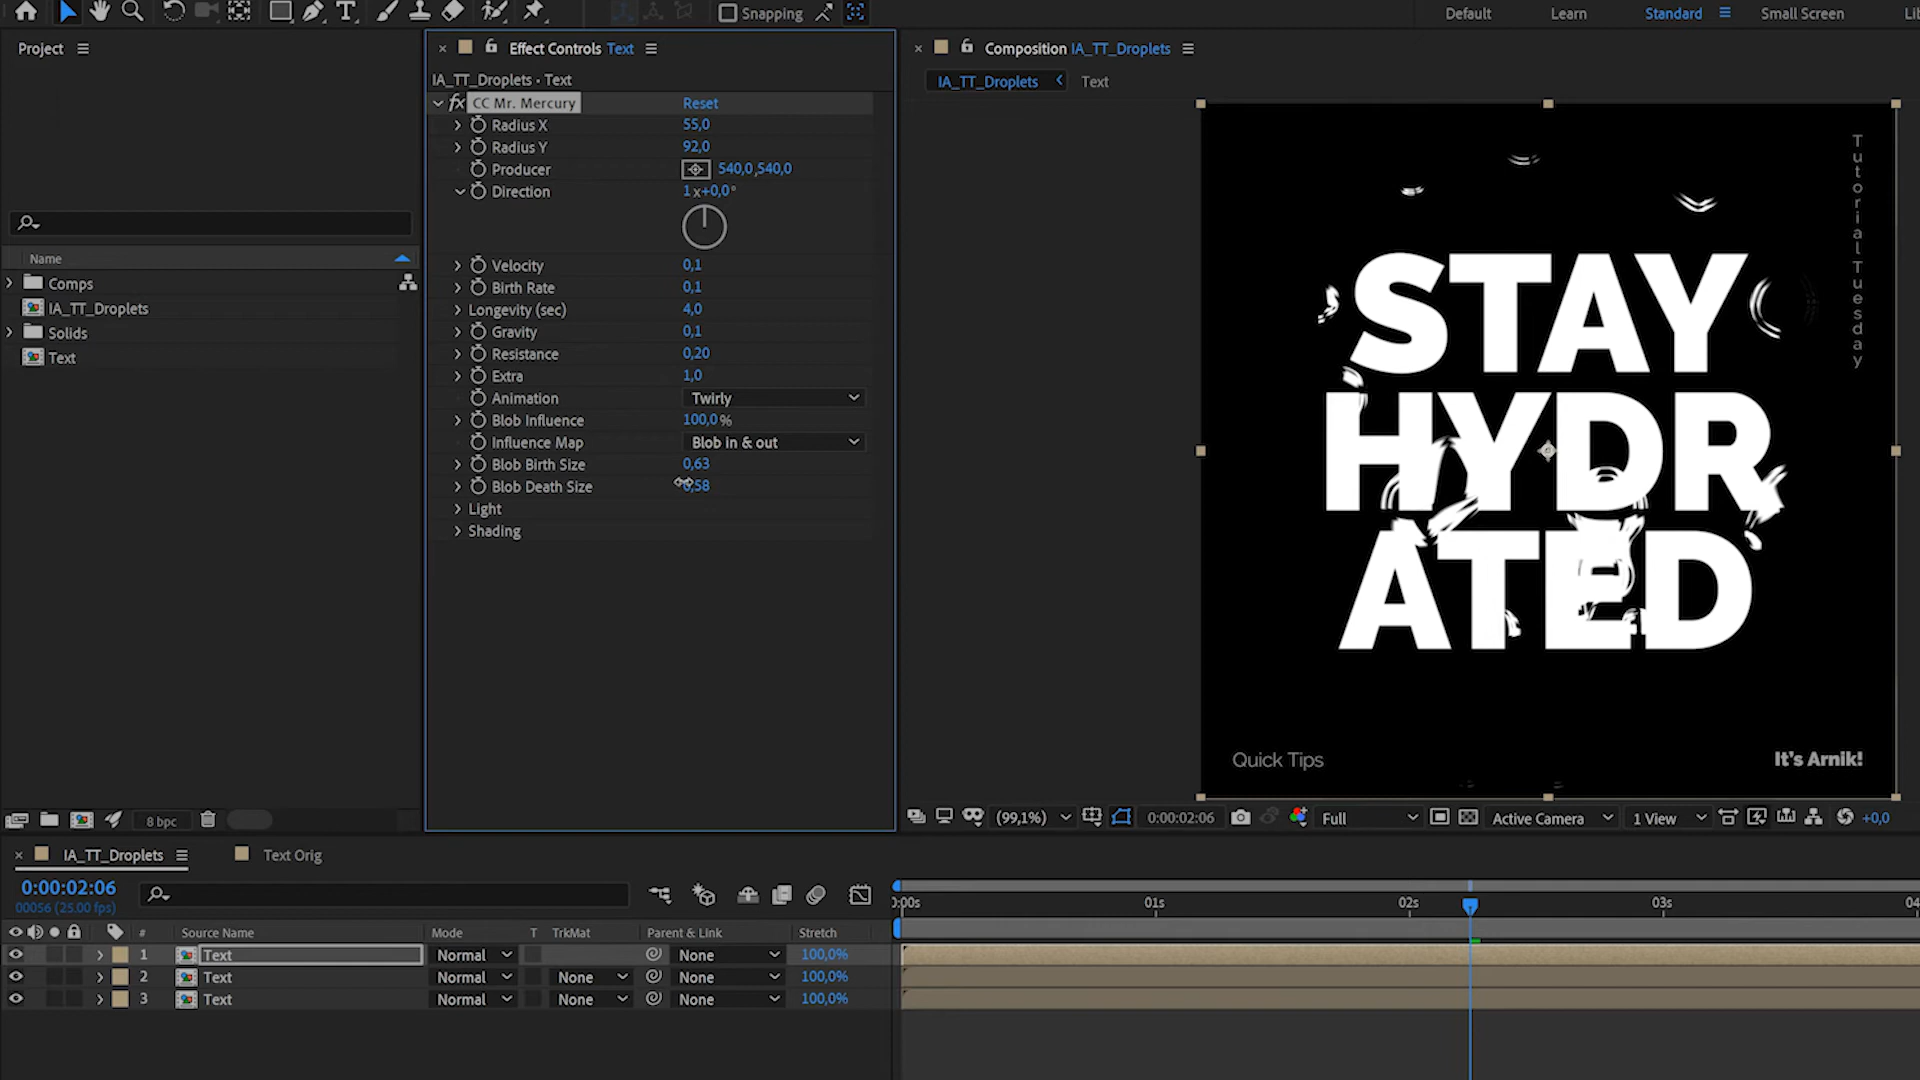 Snapping
Default
Learn
Standard
Small Screen
Project
Effect Controls Text
Composition IA_TT_Droplets
IA_TT_Droplets • Text
IA_TT_Droplets
Text
fx CC Mr. Mercury Reset
Radius X 55,0
Radius Y 92,0
Producer 540,0,540,0
Direction 1x+0,0°
Velocity 0,1
Birth Rate 0,1
Longevity (sec) 4,0
Gravity 0,1
Resistance 0,20
Extra 1,0
Animation Twirly
Blob Influence 100,0%
Influence Map Blob in & out
Blob Birth Size 0,63
Blob Death Size 0,58
Light
Shading
Name
Comps
IA_TT_Droplets
Solids
Text
Tutorial Tuesday
STAY
HYDR
ATED
Quick Tips
It's Arnik!
8 bpc
(99,1%)
0:00:02:06
Full
Active Camera
1 View
+0,0
IA_TT_Droplets
Text Orig
0:00:02:06
00056 (25.00 fps)
# Source Name Mode T TrkMat Parent & Link Stretch
1 Text Normal None 100,0%
2 Text Normal None None 100,0%
3 Text Normal None None 100,0%
0:00s 01s 02s 03s 04